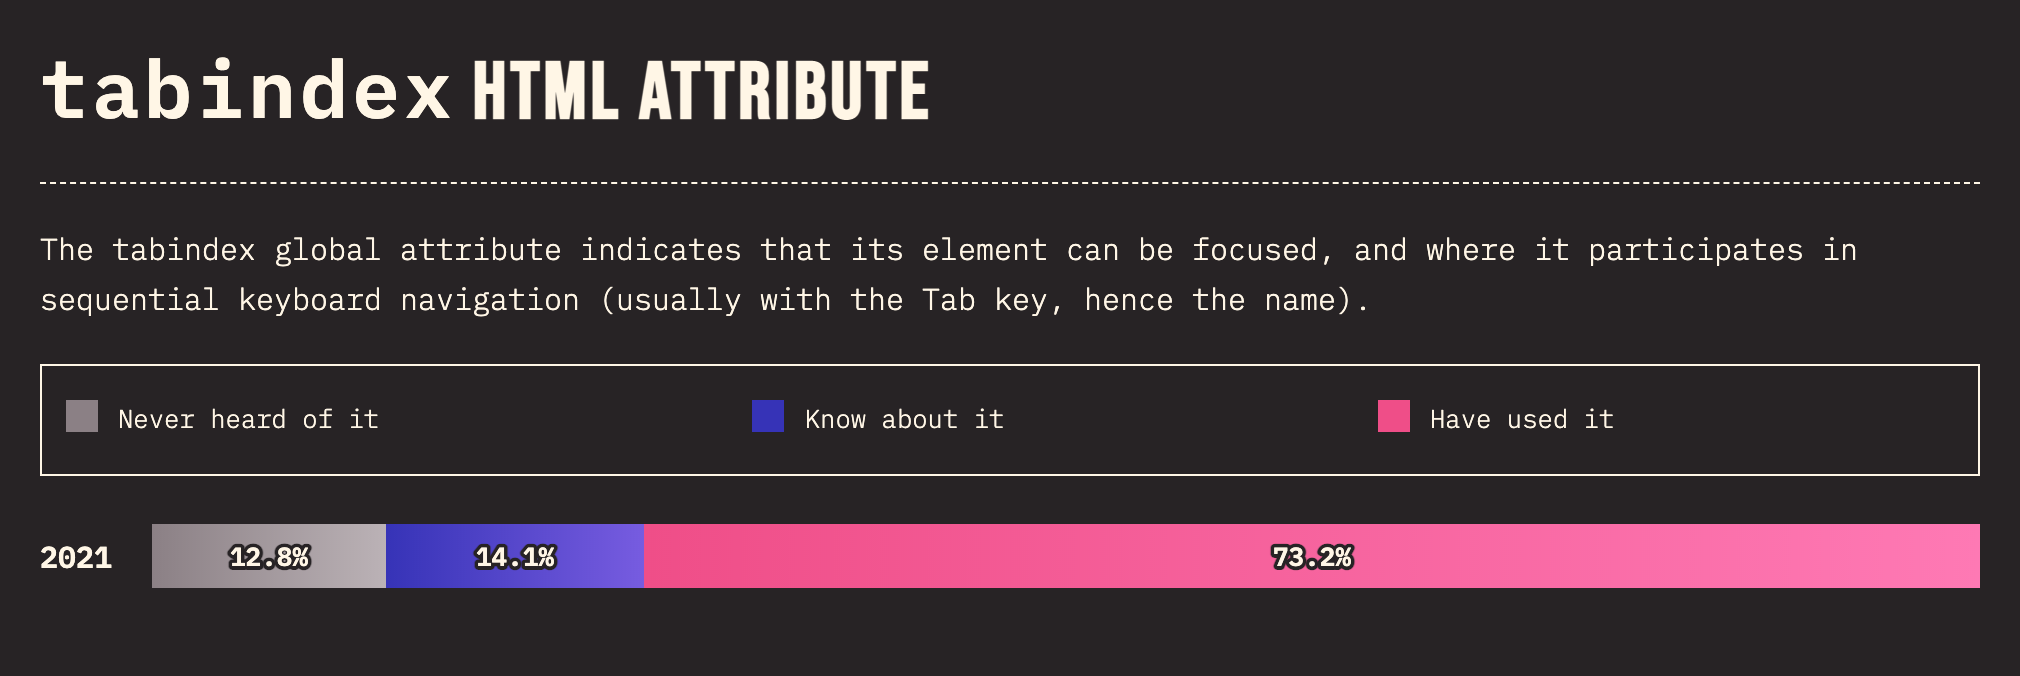 tabindex HTML ATTRIBUTE
The tabindex global attribute indicates that its element can be focused, and where it participates in
sequential keyboard navigation (usually with the Tab key, hence the name).
Never heard of it Know about it Have used it
2021 12.8% 14.1% 73.2%